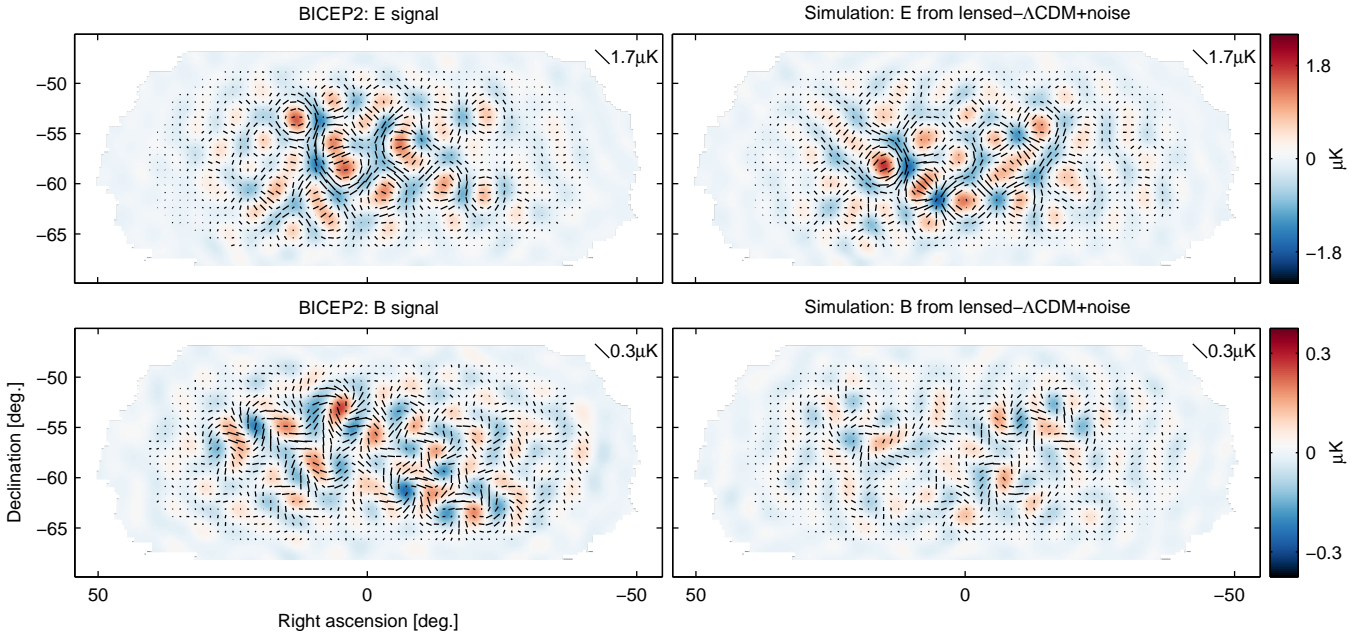 BICEP2: E signal
Simulation: E from lensed−ΛCDM+noise
1.7μK
1.7μK
−50
−55
−60
−65
50
0
−50
1.8
0
−1.8
μK
BICEP2: B signal
Simulation: B from lensed−ΛCDM+noise
0.3μK
0.3μK
−50
−55
−60
−65
Declination [deg.]
0.3
0
−0.3
μK
50
0
−50
0
−50
Right ascension [deg.]